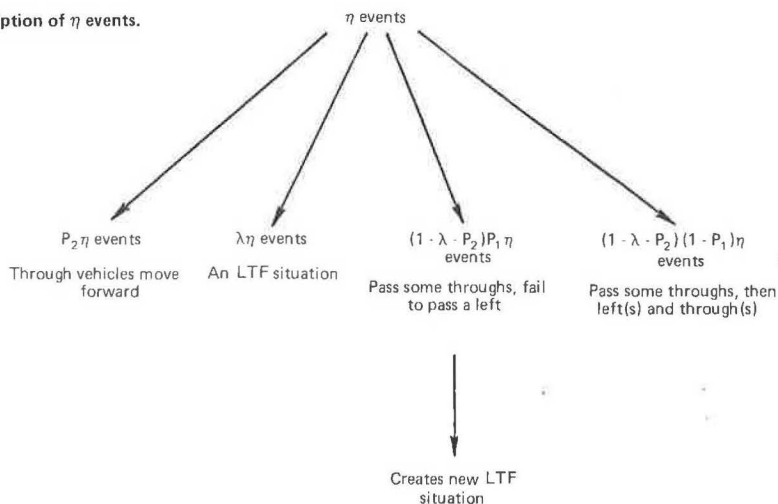 ption of η events.
η events
P₂η events
Through vehicles move
forward
λη events
An LTF situation
(1 - λ - P₂)P₁ η
events
Pass some throughs, fail
to pass a left
(1 - λ - P₂) (1 - P₁)η
events
Pass some throughs, then
left(s) and through(s)
Creates new LTF
situation